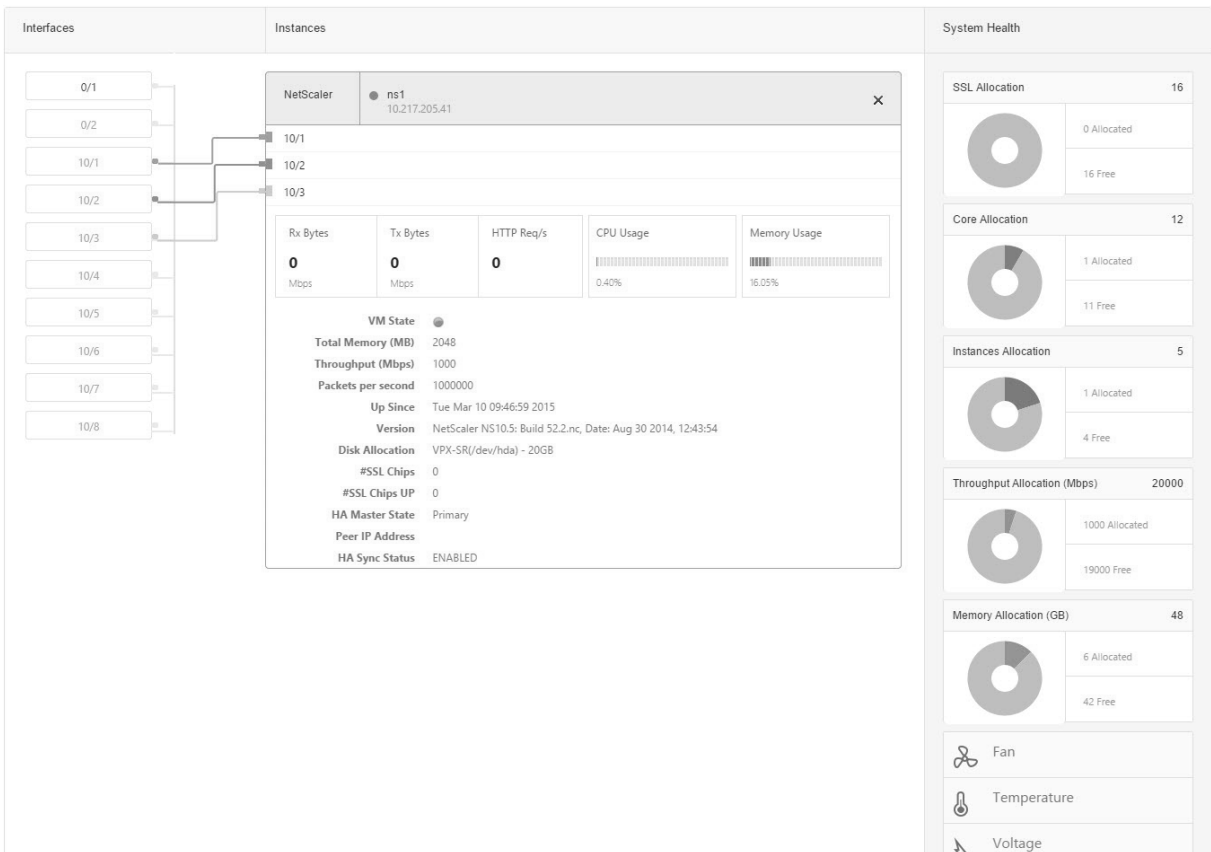 Interfaces
Instances
System Health
0/1
0/2
10/1
10/2
10/3
10/4
10/5
10/6
10/7
10/8
NetScaler
ns1
10.217.205.41
10/1
10/2
10/3
Rx Bytes
0
Mbps
Tx Bytes
0
Mbps
HTTP Req/s
0
CPU Usage
0.40%
Memory Usage
16.05%
VM State
Total Memory (MB) 2048
Throughput (Mbps) 1000
Packets per second 1000000
Up Since Tue Mar 10 09:46:59 2015
Version NetScaler NS10.5: Build 52.2.nc, Date: Aug 30 2014, 12:43:54
Disk Allocation VPX-SR(/dev/hda) - 20GB
#SSL Chips 0
#SSL Chips UP 0
HA Master State Primary
Peer IP Address
HA Sync Status ENABLED
SSL Allocation 16
0 Allocated
16 Free
Core Allocation 12
1 Allocated
11 Free
Instances Allocation 5
1 Allocated
4 Free
Throughput Allocation (Mbps) 20000
1000 Allocated
19000 Free
Memory Allocation (GB) 48
6 Allocated
42 Free
Fan
Temperature
Voltage